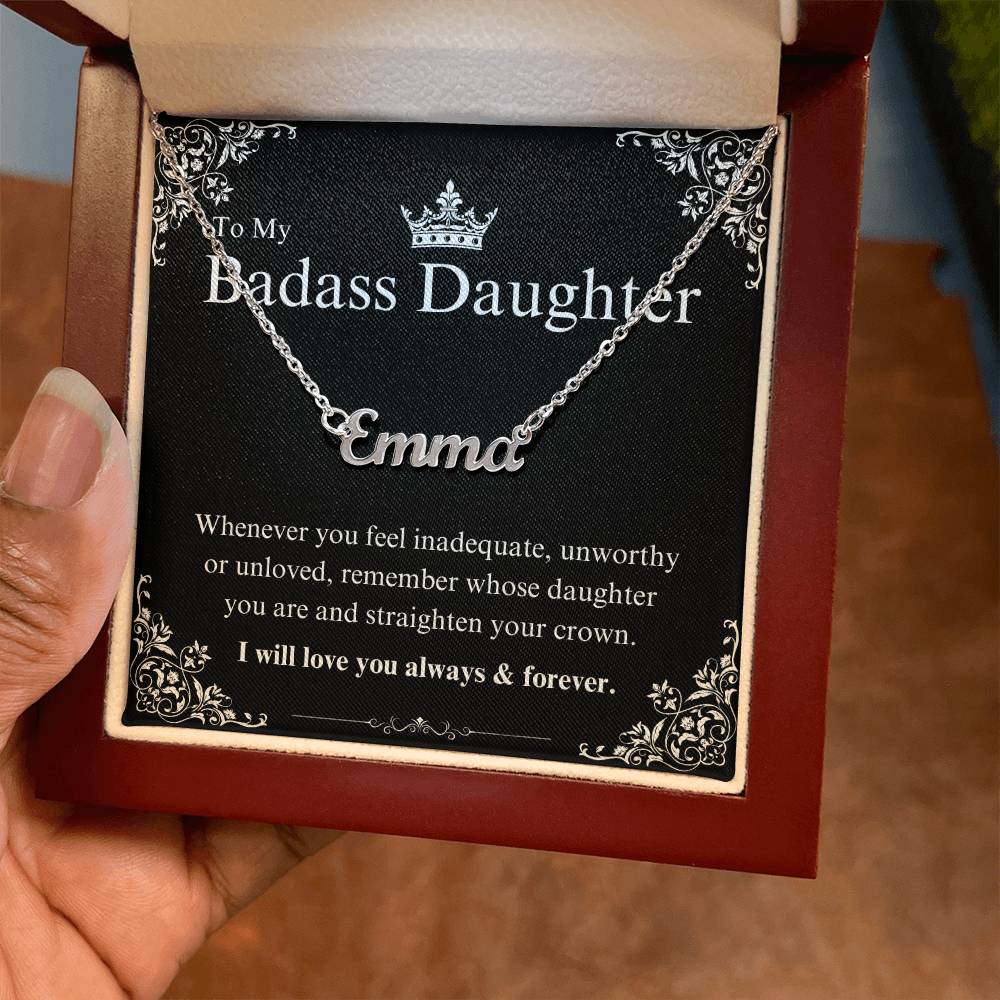 To My
Badass Daughter
Emma
Whenever you feel inadequate, unworthy
or unloved, remember whose daughter
you are and straighten your crown.
I will love you always & forever.